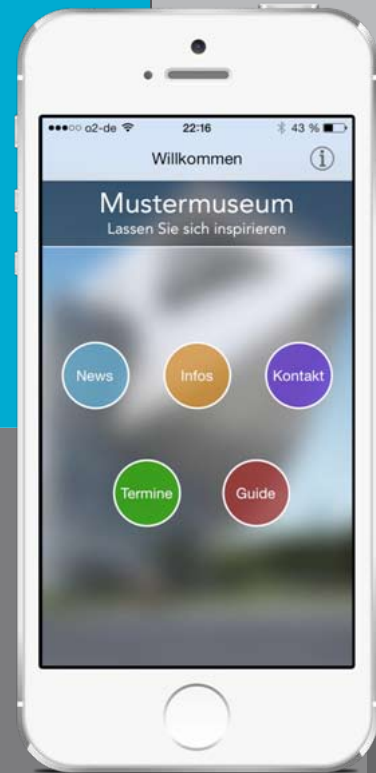 o2-de 22:16 43 %
Willkommen
Mustermuseum
Lassen Sie sich inspirieren
News Infos Kontakt
Termine Guide